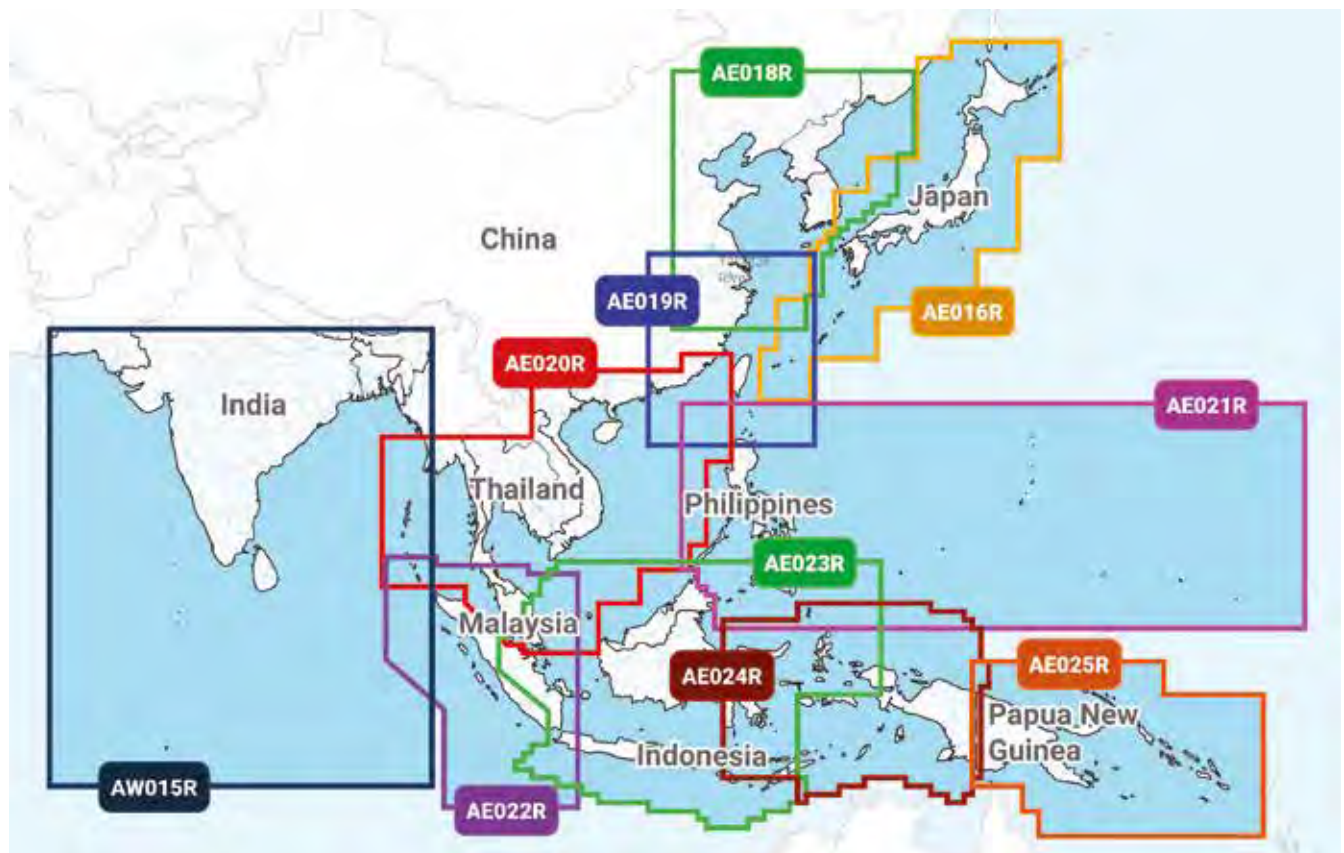 AE018R
Japan
China
AE019R
AE016R
AE020R
India
AE021R
Thailand
Philippines
AE023R
Malaysia
AE024R
AE025R
Papua New
Guinea
Indonesia
AW015R
AE022R